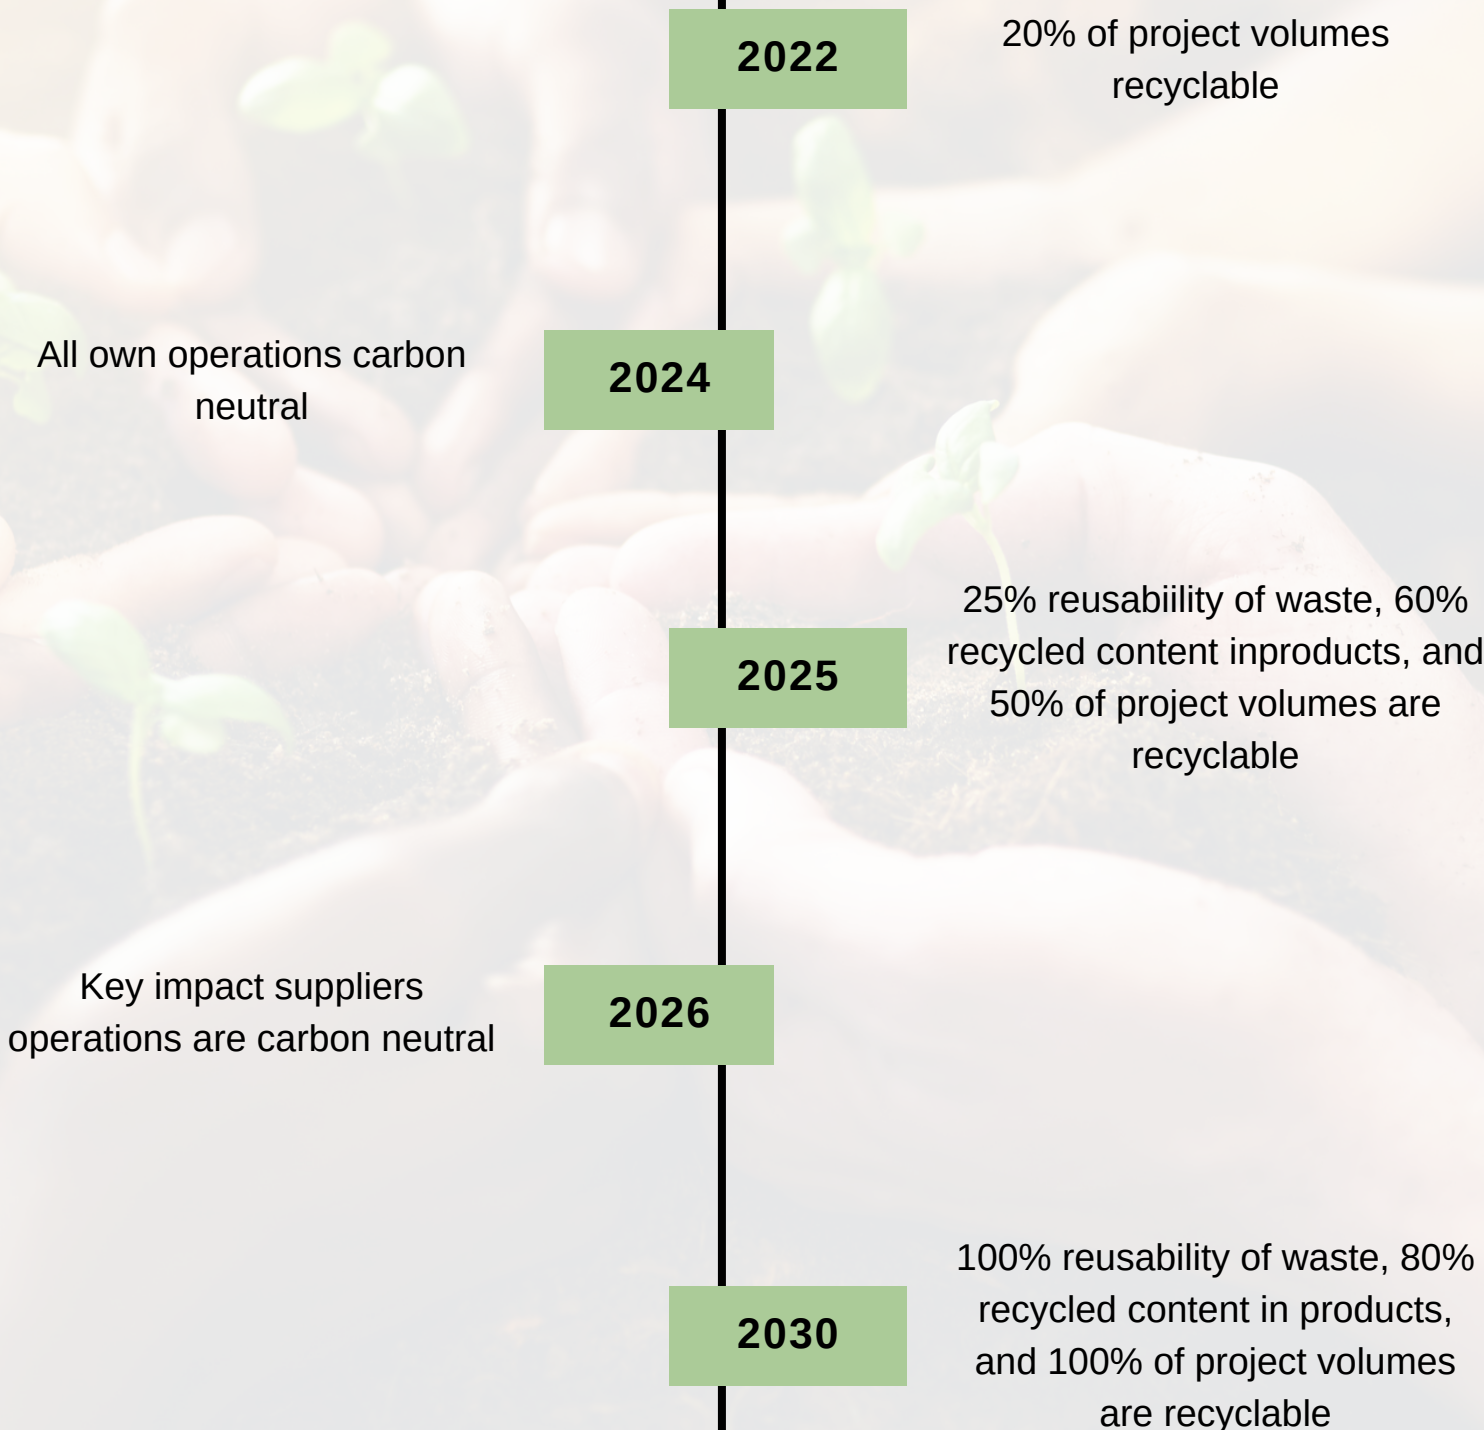 2022
20% of project volumes
recyclable
All own operations carbon
neutral
2024
25% reusabiility of waste, 60%
recycled content inproducts, and
50% of project volumes are
recyclable
2025
Key impact suppliers
operations are carbon neutral
2026
100% reusability of waste, 80%
recycled content in products,
and 100% of project volumes
are recyclable
2030